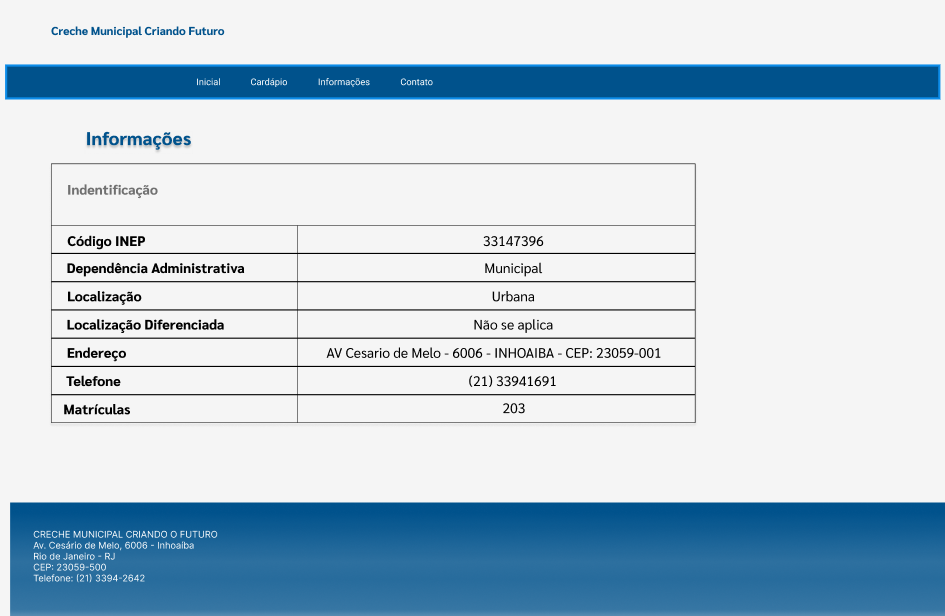 Creche Municipal Criando Futuro
Inicial Cardápio Informações Contato
Informações
Indentificação
Código INEP 33147396
Dependência Administrativa Municipal
Localização Urbana
Localização Diferenciada Não se aplica
Endereço AV Cesario de Melo - 6006 - INHOAIBA - CEP: 23059-001
Telefone (21) 33941691
Matrículas 203
CRECHE MUNICIPAL CRIANDO O FUTURO
Av. Cesário de Melo, 6006 - Inhoaíba
Rio de Janeiro - RJ
CEP: 23059-500
Telefone: (21) 3394-2642